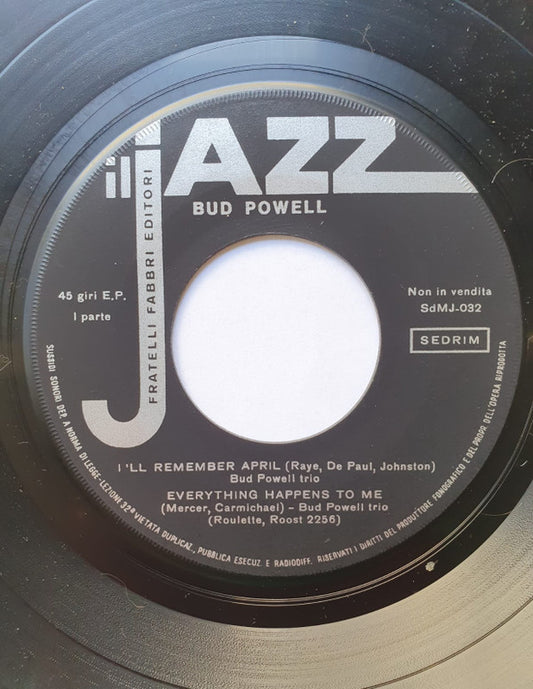 il jAZZ
BUD POWELL
FRATELLI FABBRI EDITORI
45 giri E.P.
I parte
Non in vendita
SdMJ-032
SEDRIM
I'LL REMEMBER APRIL (Raye, De Paul, Johnston)
Bud Powell trio
EVERYTHING HAPPENS TO ME
(Mercer, Carmichael) - Bud Powell trio
(Roulette, Roost 2256)
SUSSIDI SONORI DEP. A NORMA DI LEGGE-LEZIONE 32ª VIETATA DUPLICAZ., PUBBLICA ESECUZ. E RADIODIFF. RISERVATI I DIRITTI DEL PRODUTTORE FONOGRAFICO E DEL PROPR. DELL'OPERA RIPRODOTTA